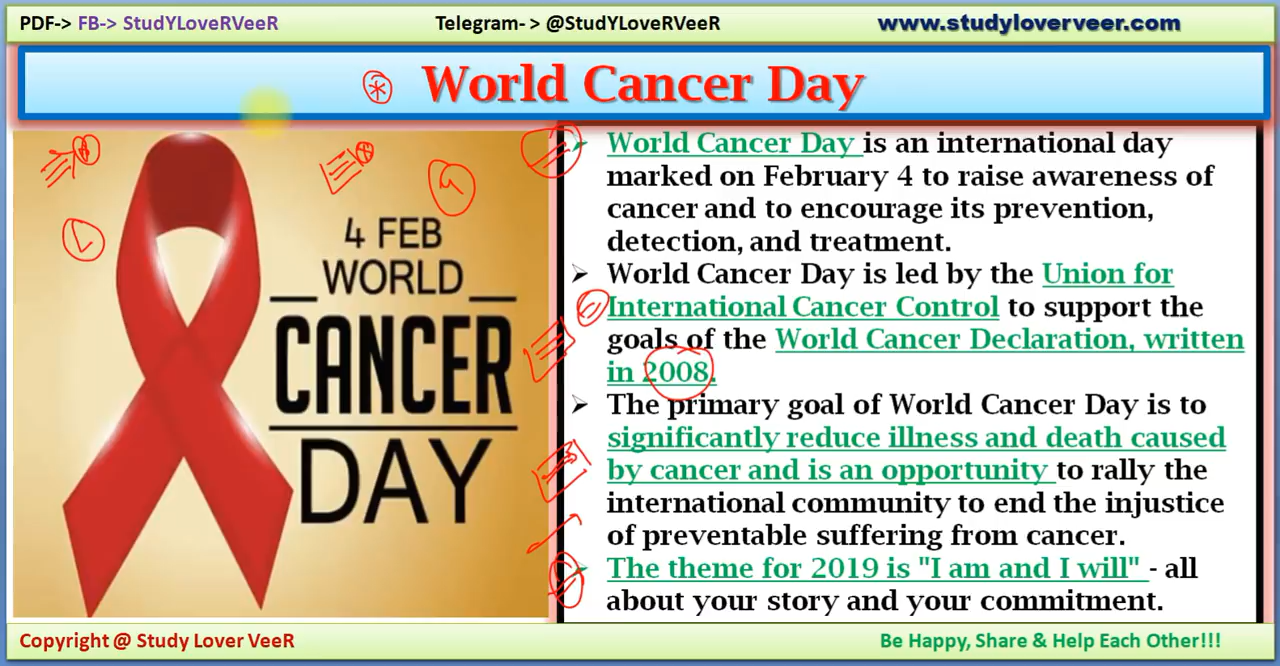 PDF-> FB-> StudYLoveRVeeR Telegram- > @StudYLoveRVeeR www.studyloverveer.com
World Cancer Day
4 FEB
WORLD
CANCER
DAY
World Cancer Day is an international day
marked on February 4 to raise awareness of
cancer and to encourage its prevention,
detection, and treatment.
World Cancer Day is led by the Union for
International Cancer Control to support the
goals of the World Cancer Declaration, written
in 2008.
The primary goal of World Cancer Day is to
significantly reduce illness and death caused
by cancer and is an opportunity to rally the
international community to end the injustice
of preventable suffering from cancer.
The theme for 2019 is "I am and I will" - all
about your story and your commitment.
Copyright @ Study Lover VeeR Be Happy, Share & Help Each Other!!!